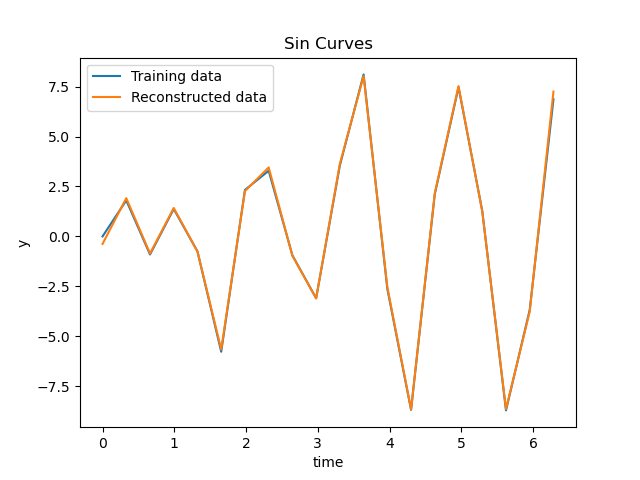 Sin Curves
Training data
Reconstructed data
7.5
5.0
2.5
0.0
−2.5
−5.0
−7.5
y
0 1 2 3 4 5 6
time